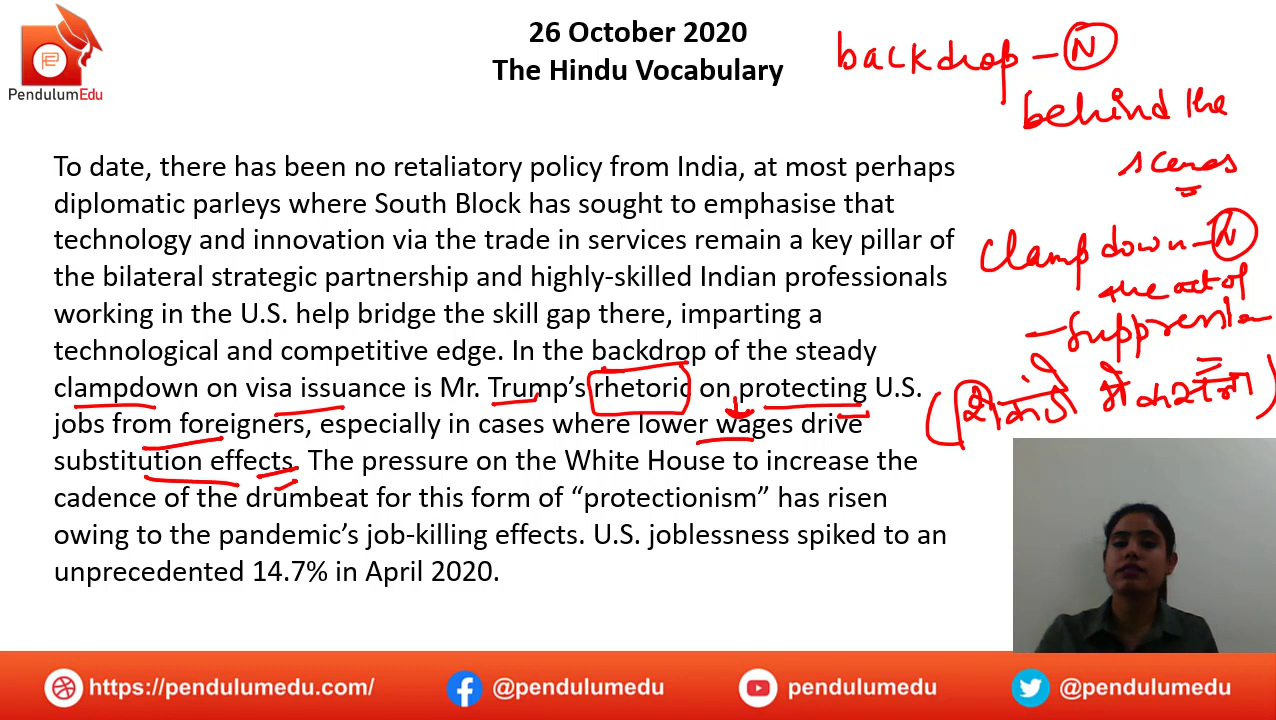 26 October 2020
The Hindu Vocabulary
PendulumEdu
To date, there has been no retaliatory policy from India, at most perhaps
diplomatic parleys where South Block has sought to emphasise that
technology and innovation via the trade in services remain a key pillar of
the bilateral strategic partnership and highly-skilled Indian professionals
working in the U.S. help bridge the skill gap there, imparting a
technological and competitive edge. In the backdrop of the steady
clampdown on visa issuance is Mr. Trump's rhetoric on protecting U.S.
jobs from foreigners, especially in cases where lower wages drive
substitution effects. The pressure on the White House to increase the
cadence of the drumbeat for this form of “protectionism” has risen
owing to the pandemic's job-killing effects. U.S. joblessness spiked to an
unprecedented 14.7% in April 2020.
backdrop - N
behind the
scenes
clampdown - N
the act of
suppression
https://pendulumedu.com/
@pendulumedu
pendulumedu
@pendulumedu